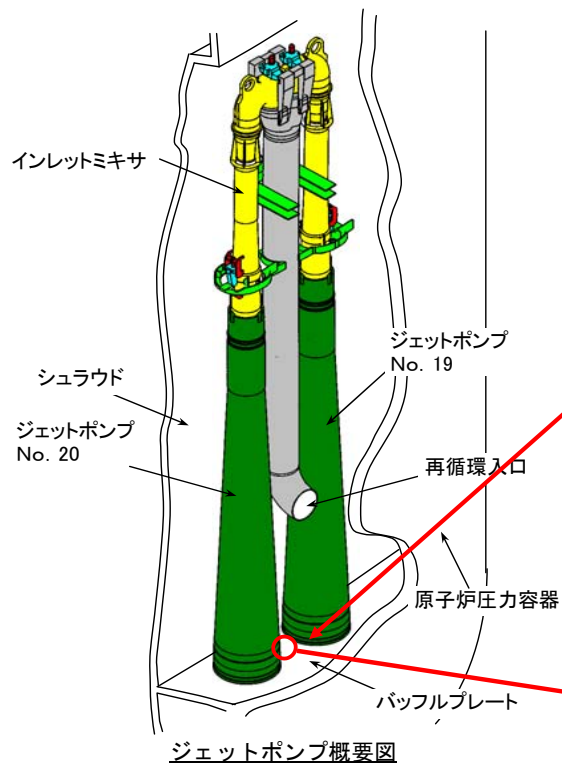 インレットミキサ
シュラウド
ジェットポンプ
No. 20
ジェットポンプ
No. 19
再循環入口
原子炉圧力容器
バッフルプレート
ジェットポンプ概要図